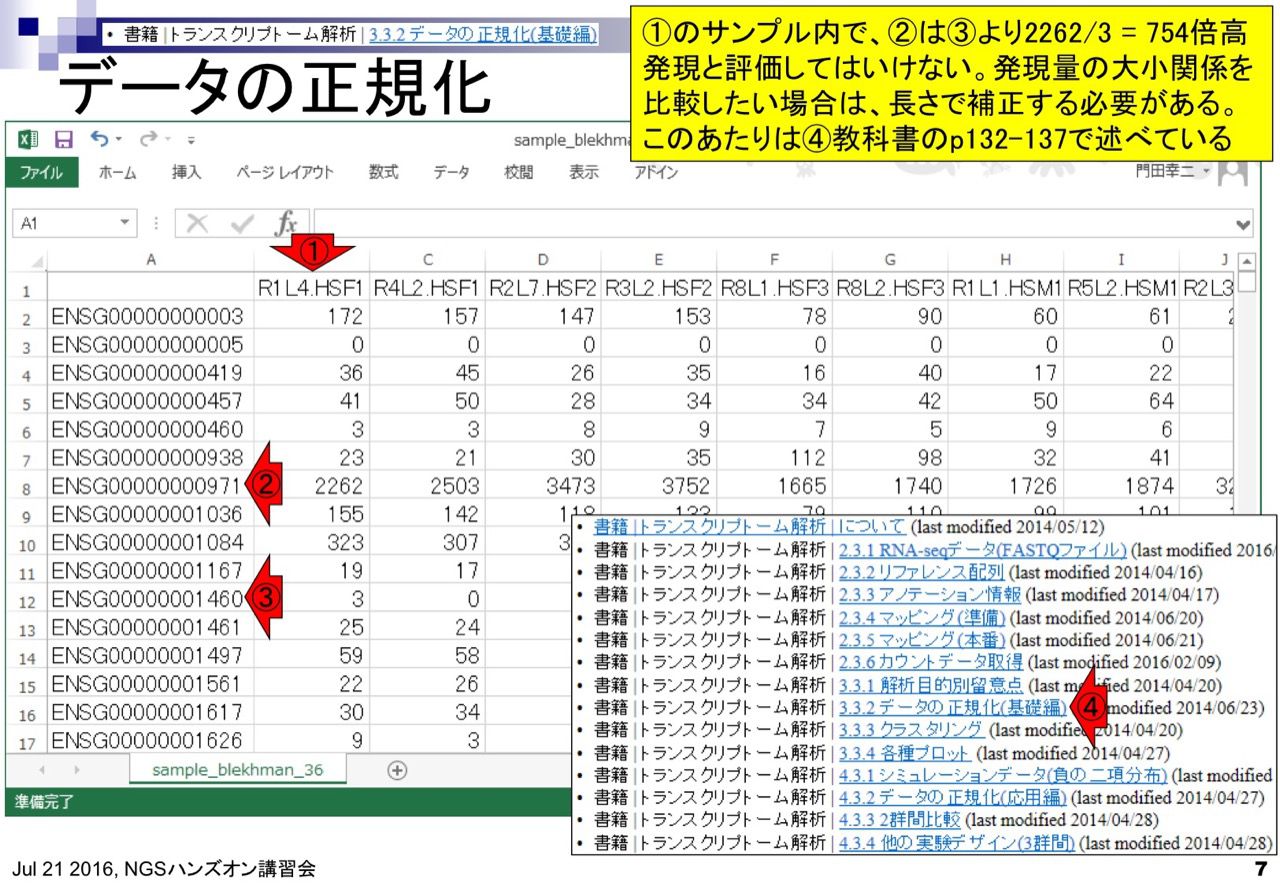 • 書籍 | トランスクリプトーム解析 | 3.3.2 データの正規化(基礎編)
データの正規化
①のサンプル内で、②は③より2262/3 = 754倍高
発現と評価してはいけない。発現量の大小関係を
比較したい場合は、長さで補正する必要がある。
このあたりは④教科書のp132-137で述べている
sample_blekhma
ファイル ホーム 挿入 ページ レイアウト 数式 データ 校閲 表示 アドイン 門田幸二
A1 fx
①
A C D E F G H I J
1 R1L4.HSF1 R4L2.HSF1 R2L7.HSF2 R3L2.HSF2 R8L1.HSF3 R8L2.HSF3 R1L1.HSM1 R5L2.HSM1 R2L3
2 ENSG00000000003 172 157 147 153 78 90 60 61
3 ENSG00000000005 0 0 0 0 0 0 0 0
4 ENSG00000000419 36 45 26 35 16 40 17 22
5 ENSG00000000457 41 50 28 34 34 42 50 64
6 ENSG00000000460 3 3 8 9 7 5 9 6
7 ENSG00000000938 23 21 30 35 112 98 32 41
8 ENSG00000000971 ② 2262 2503 3473 3752 1665 1740 1726 1874 32
9 ENSG00000001036 155 142 118 133 79 110 99 101
10 ENSG00000001084 323 307 3
11 ENSG00000001167 19 17
12 ENSG00000001460 ③ 3 0
13 ENSG00000001461 25 24
14 ENSG00000001497 59 58
15 ENSG00000001561 22 26
16 ENSG00000001617 30 34
17 ENSG00000001626 9 3
sample_blekhman_36
準備完了
• 書籍 | トランスクリプトーム解析 | について (last modified 2014/05/12)
• 書籍 | トランスクリプトーム解析 | 2.3.1 RNA-seqデータ(FASTQファイル) (last modified 2016/
• 書籍 | トランスクリプトーム解析 | 2.3.2 リファレンス配列 (last modified 2014/04/16)
• 書籍 | トランスクリプトーム解析 | 2.3.3 アノテーション情報 (last modified 2014/04/17)
• 書籍 | トランスクリプトーム解析 | 2.3.4 マッピング(準備) (last modified 2014/06/20)
• 書籍 | トランスクリプトーム解析 | 2.3.5 マッピング(本番) (last modified 2014/06/21)
• 書籍 | トランスクリプトーム解析 | 2.3.6 カウントデータ取得 (last modified 2016/02/09)
• 書籍 | トランスクリプトーム解析 | 3.3.1 解析目的別留意点 (last modified 2014/04/20)
• 書籍 | トランスクリプトーム解析 | 3.3.2 データの正規化(基礎編) ④ modified 2014/06/23)
• 書籍 | トランスクリプトーム解析 | 3.3.3 クラスタリング (last modified 2014/04/20)
• 書籍 | トランスクリプトーム解析 | 3.3.4 各種プロット (last modified 2014/04/27)
• 書籍 | トランスクリプトーム解析 | 4.3.1 シミュレーションデータ(負の二項分布) (last modified
• 書籍 | トランスクリプトーム解析 | 4.3.2 データの正規化(応用編) (last modified 2014/04/27)
• 書籍 | トランスクリプトーム解析 | 4.3.3 2群間比較 (last modified 2014/04/28)
• 書籍 | トランスクリプトーム解析 | 4.3.4 他の実験デザイン(3群間) (last modified 2014/04/28)
Jul 21 2016, NGSハンズオン講習会
7